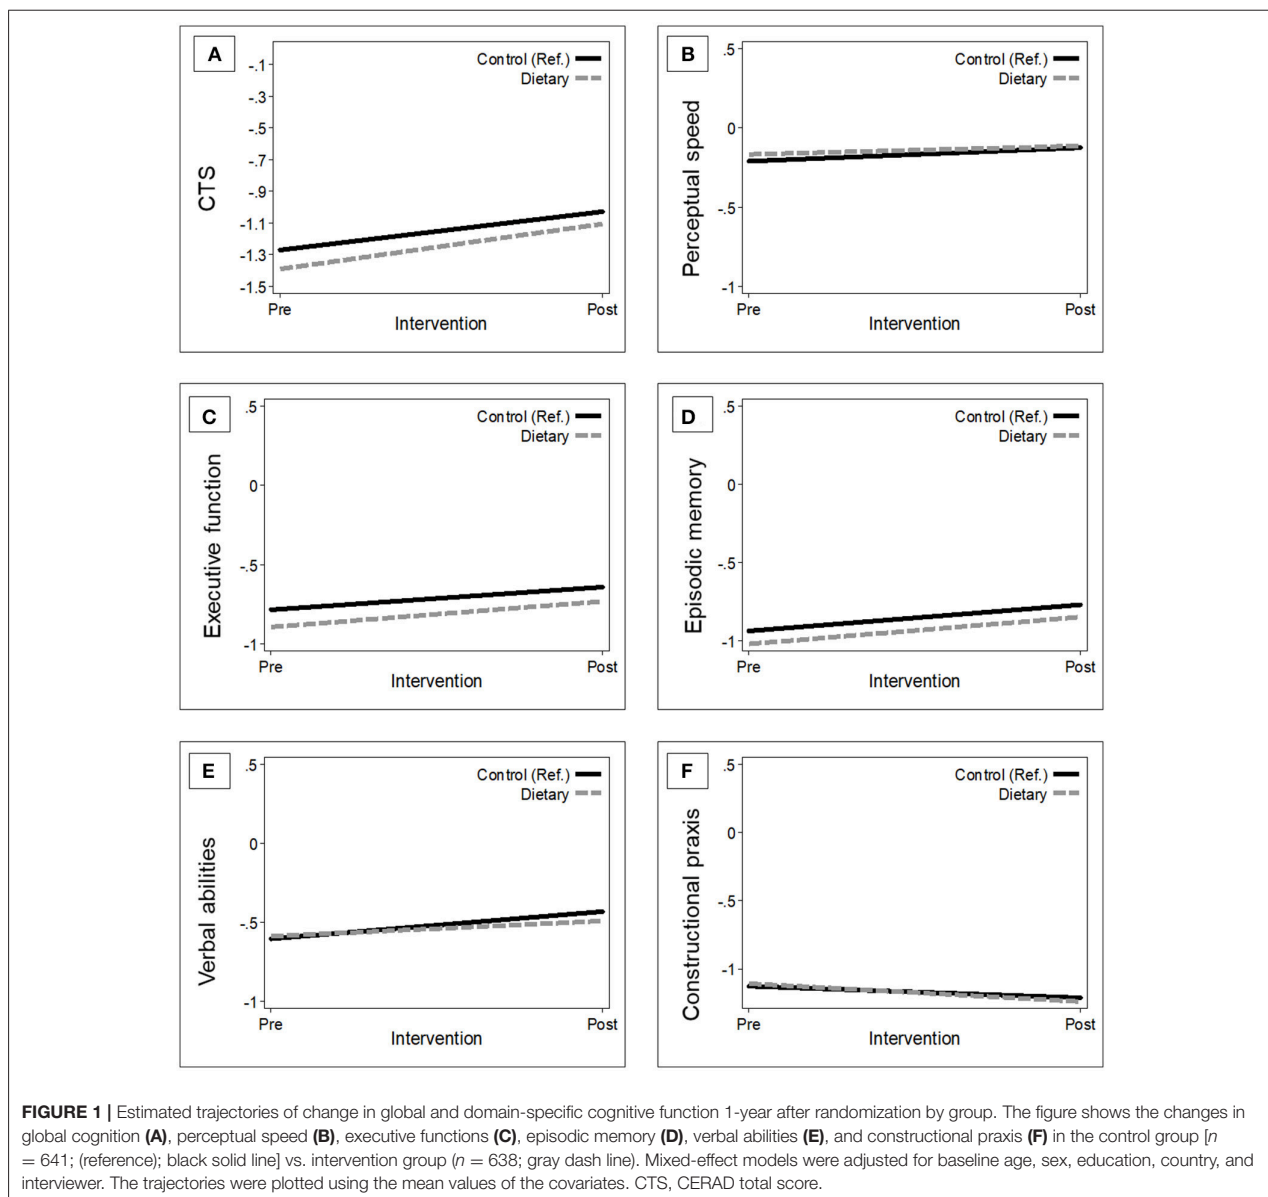 A
Control (Ref.)
Dietary
-.1
-.3
-.5
-.7
-.9
-1.1
-1.3
-1.5
CTS
Pre
Post
Intervention
B
Control (Ref.)
Dietary
.5
0
-.5
-1
Perceptual speed
Pre
Post
Intervention
C
Control (Ref.)
Dietary
.5
0
-.5
-1
Executive function
Pre
Post
Intervention
D
Control (Ref.)
Dietary
.5
0
-.5
-1
Episodic memory
Pre
Post
Intervention
E
Control (Ref.)
Dietary
.5
0
-.5
-1
Verbal abilities
Pre
Post
Intervention
F
Control (Ref.)
Dietary
.5
0
-.5
-1
Constructional praxis
Pre
Post
Intervention
FIGURE 1 | Estimated trajectories of change in global and domain-specific cognitive function 1-year after randomization by group. The figure shows the changes in
global cognition (A), perceptual speed (B), executive functions (C), episodic memory (D), verbal abilities (E), and constructional praxis (F) in the control group [n
= 641; (reference); black solid line] vs. intervention group (n = 638; gray dash line). Mixed-effect models were adjusted for baseline age, sex, education, country, and
interviewer. The trajectories were plotted using the mean values of the covariates. CTS, CERAD total score.